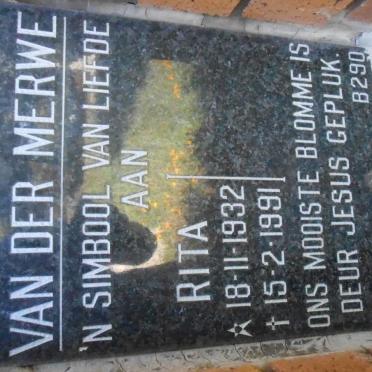 VAN DER MERWE
'N SIMBOOL VAN LIEFDE
AAN
RITA
☆ 18-11-1932
† 15-2-1991
ONS MOOISTE BLOMME IS
DEUR JESUS GEPLUK.
B290